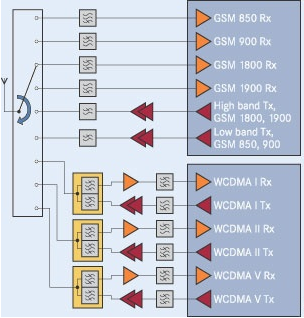 GSM 850 Rx
GSM 900 Rx
GSM 1800 Rx
GSM 1900 Rx
High band Tx,
GSM 1800, 1900
Low band Tx,
GSM 850, 900
WCDMA I Rx
WCDMA I Tx
WCDMA II Rx
WCDMA II Tx
WCDMA V Rx
WCDMA V Tx